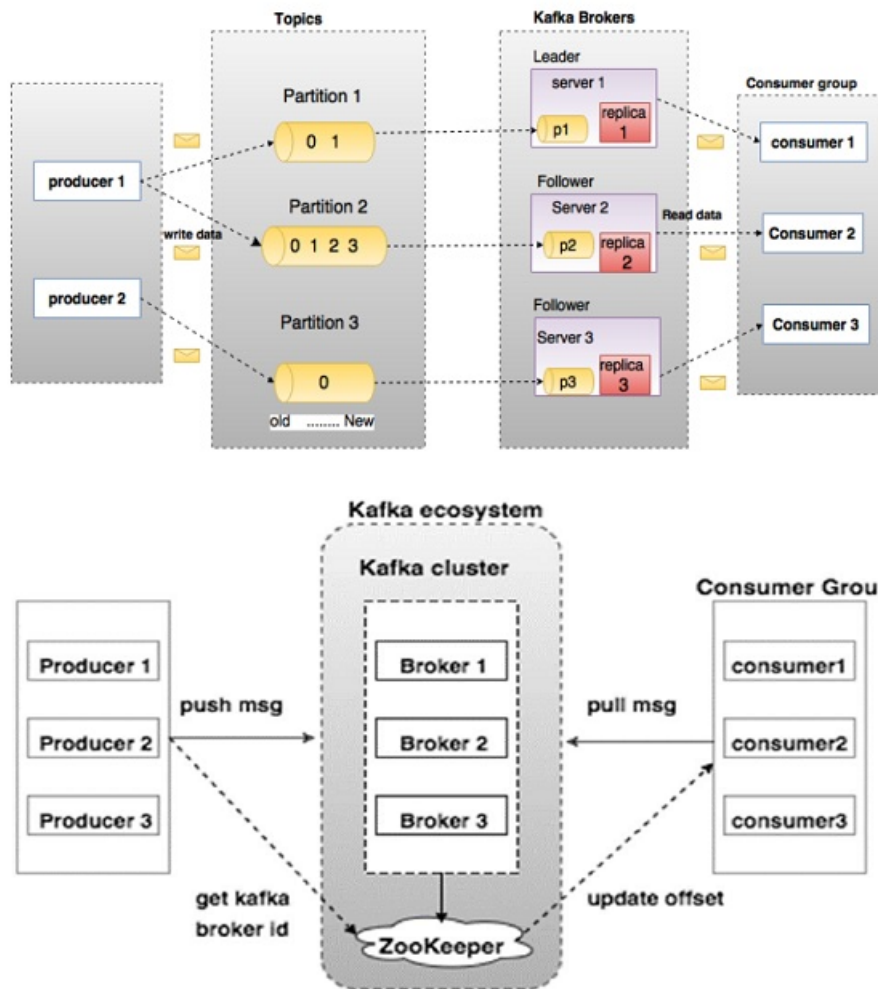 Topics
Kafka Brokers
Leader
server 1
Consumer group
Partition 1
0 1
p1
replica
1
consumer 1
producer 1
Partition 2
Follower
Server 2
Read data
write data
0 1 2 3
p2
replica
2
Consumer 2
producer 2
Partition 3
Follower
Server 3
Consumer 3
0
p3
replica
3
old ........ New
Kafka ecosystem
Kafka cluster
Consumer Grou
Producer 1
Broker 1
consumer1
push msg
pull msg
Producer 2
Broker 2
consumer2
Producer 3
Broker 3
consumer3
get kafka
broker id
update offset
ZooKeeper